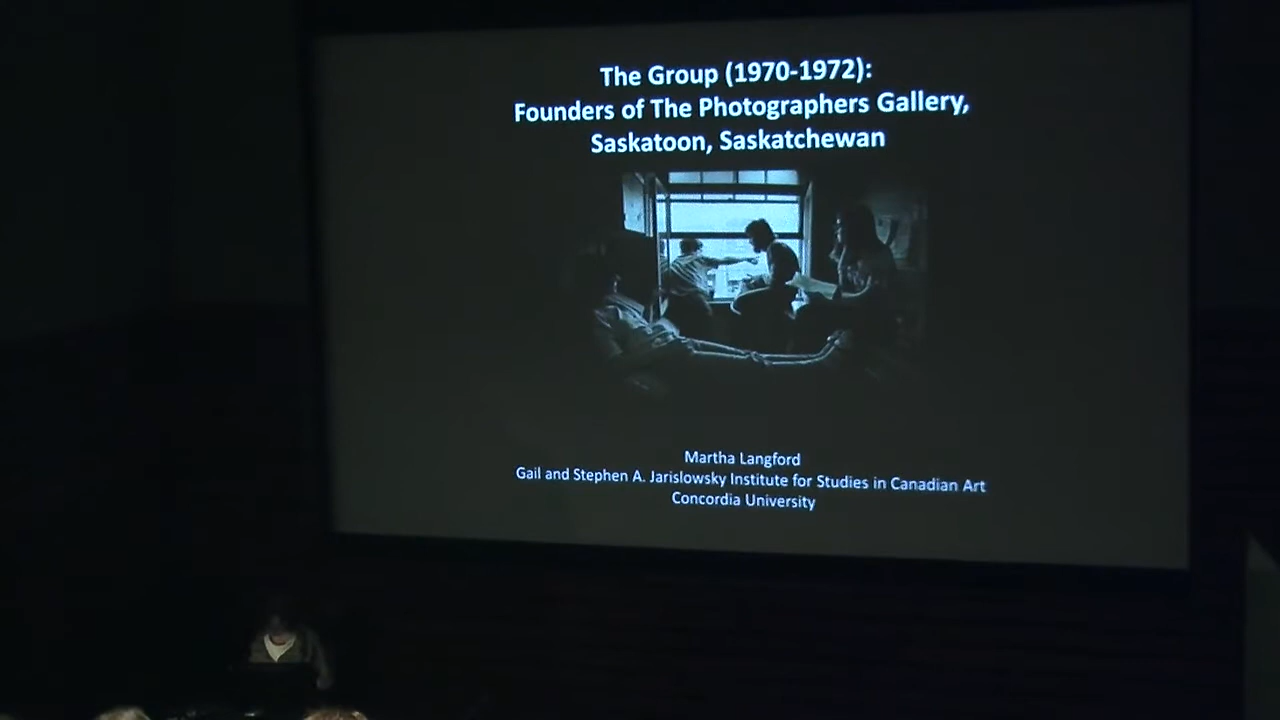 The Group (1970-1972):
Founders of The Photographers Gallery,
Saskatoon, Saskatchewan
Martha Langford
Gail and Stephen A. Jarislowsky Institute for Studies in Canadian Art
Concordia University